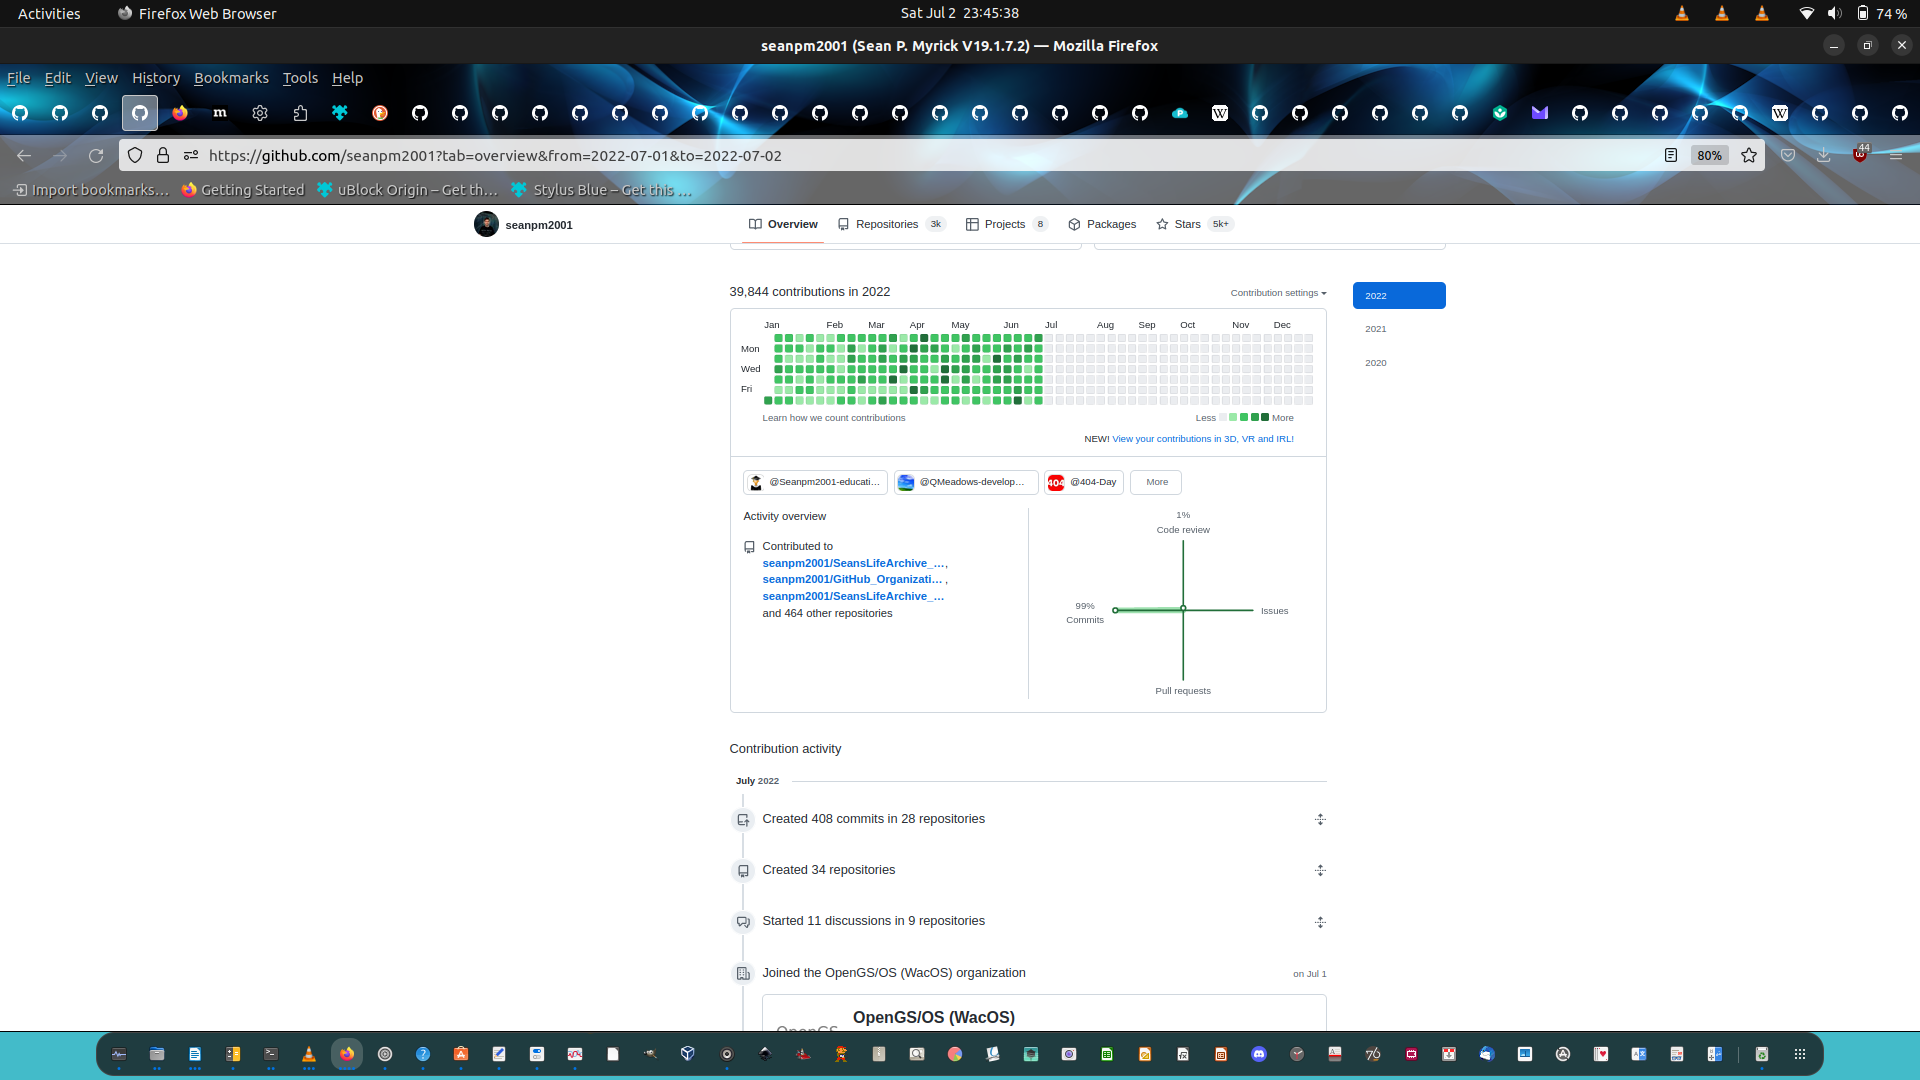 Activities
Firefox Web Browser
Sat Jul 2 23:45:38
74 %
seanpm2001 (Sean P. Myrick V19.1.7.2) — Mozilla Firefox
File Edit View History Bookmarks Tools Help
https://github.com/seanpm2001?tab=overview&from=2022-07-01&to=2022-07-02
80%
44
Import bookmarks… Getting Started uBlock Origin – Get th… Stylus Blue – Get this …
seanpm2001
Overview Repositories 3k Projects 8 Packages Stars 5k+
39,844 contributions in 2022
Contribution settings
2022
2021
2020
Jan Feb Mar Apr May Jun Jul Aug Sep Oct Nov Dec
Mon
Wed
Fri
Learn how we count contributions
Less More
NEW! View your contributions in 3D, VR and IRL!
@Seanpm2001-educati… @QMeadows-develop… 404 @404-Day More
Activity overview
Contributed to
seanpm2001/SeansLifeArchive_… ,
seanpm2001/GitHub_Organizati… ,
seanpm2001/SeansLifeArchive_…
and 464 other repositories
1%
Code review
99%
Commits
Issues
Pull requests
Contribution activity
July 2022
Created 408 commits in 28 repositories
Created 34 repositories
Started 11 discussions in 9 repositories
Joined the OpenGS/OS (WacOS) organization
on Jul 1
OpenGS/OS (WacOS)
OpenGS